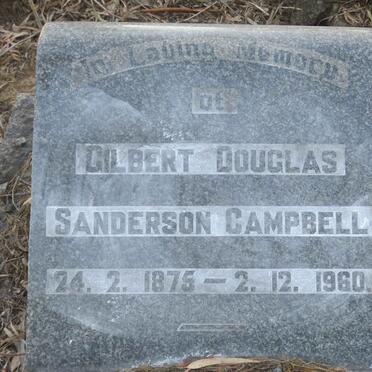 In Loving Memory
of
GILBERT DOUGLAS
SANDERSON CAMPBELL
24. 2. 1875 — 2. 12. 1960.